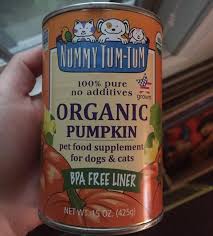 NUMMY TUM-TUM
100% pure
no additives
grown
ORGANIC
PUMPKIN
pet food supplement
for dogs & cats
BPA FREE LINER
NET WT. 15 OZ. (425g)